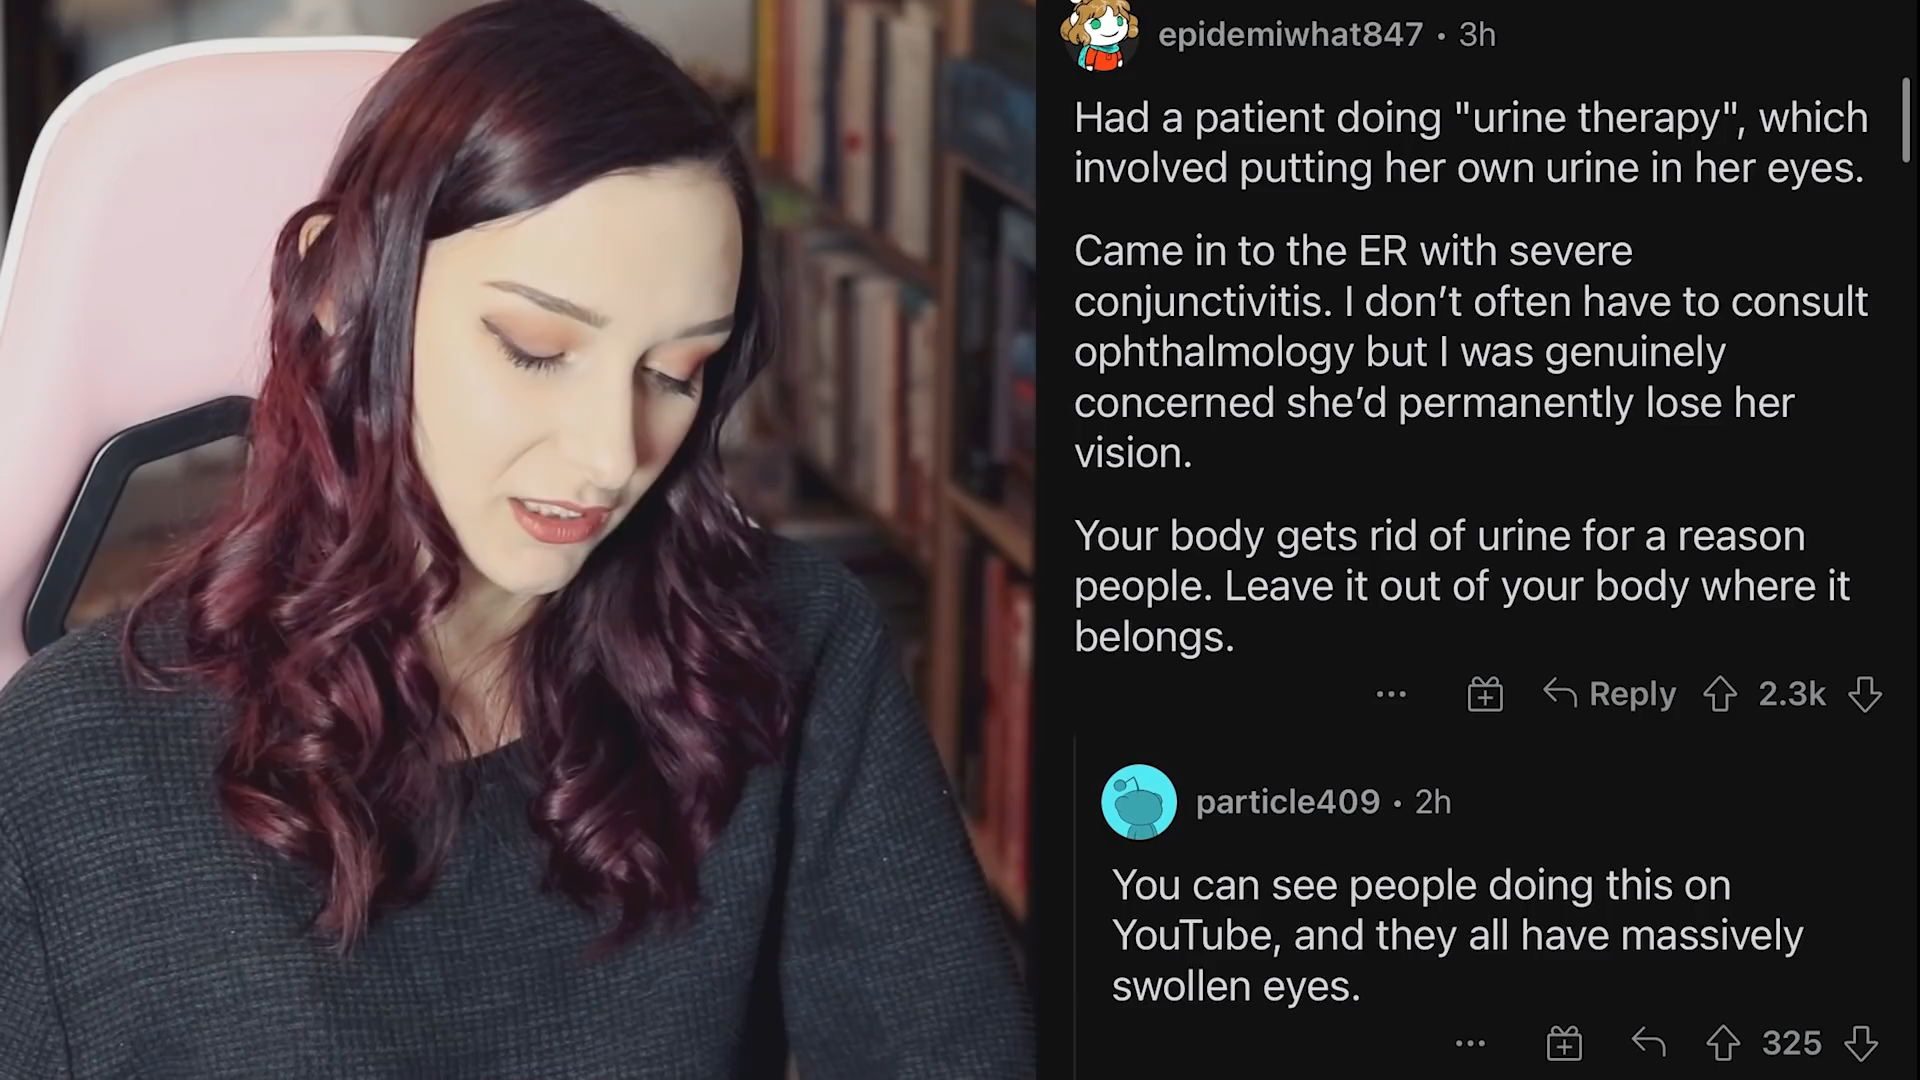 epidemiwhat847 • 3h
Had a patient doing "urine therapy", which
involved putting her own urine in her eyes.
Came in to the ER with severe
conjunctivitis. I don’t often have to consult
ophthalmology but I was genuinely
concerned she’d permanently lose her
vision.
Your body gets rid of urine for a reason
people. Leave it out of your body where it
belongs.
... Reply 2.3k
particle409 • 2h
You can see people doing this on
YouTube, and they all have massively
swollen eyes.
... 325